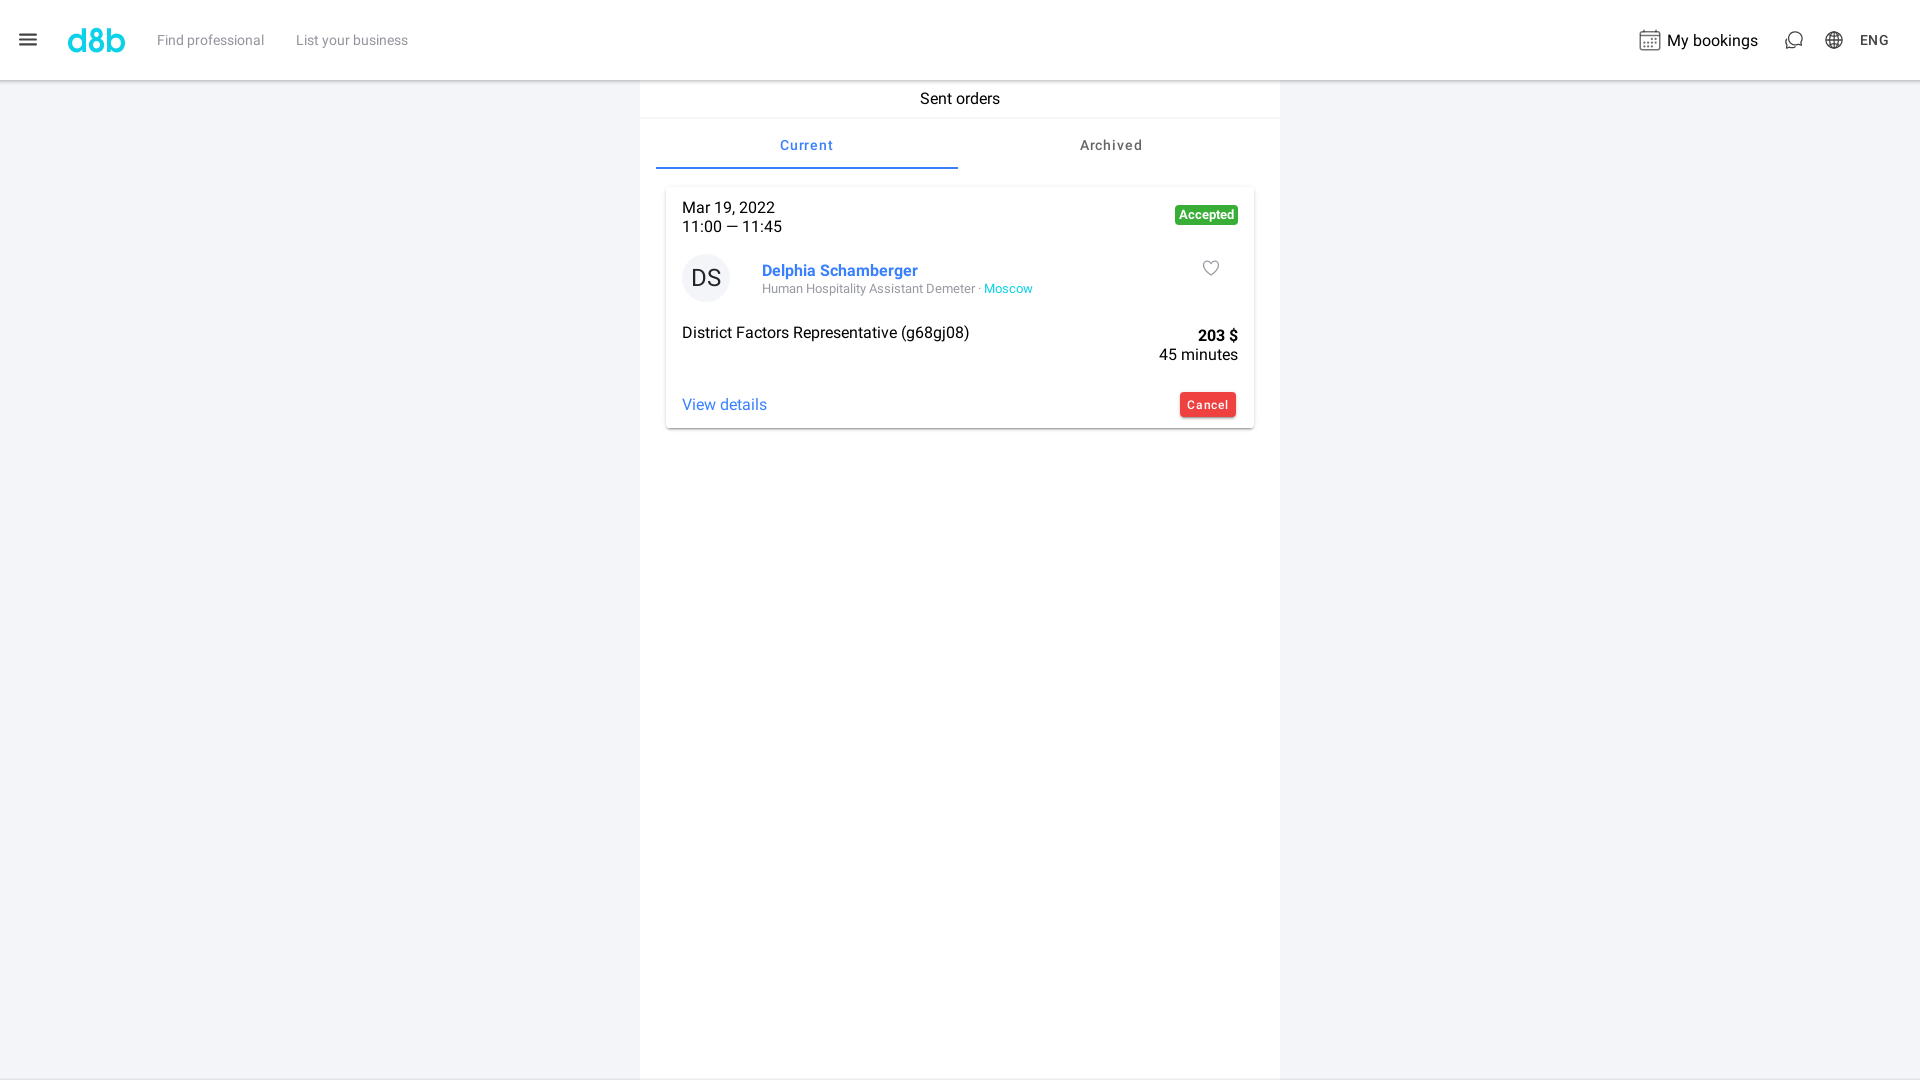 d8b
Find professional
List your business
My bookings
ENG
Sent orders
Current
Archived
Mar 19, 2022
11:00 — 11:45
Accepted
DS
Delphia Schamberger
Human Hospitality Assistant Demeter · Moscow
District Factors Representative (g68gj08)
203 $
45 minutes
View details
Cancel